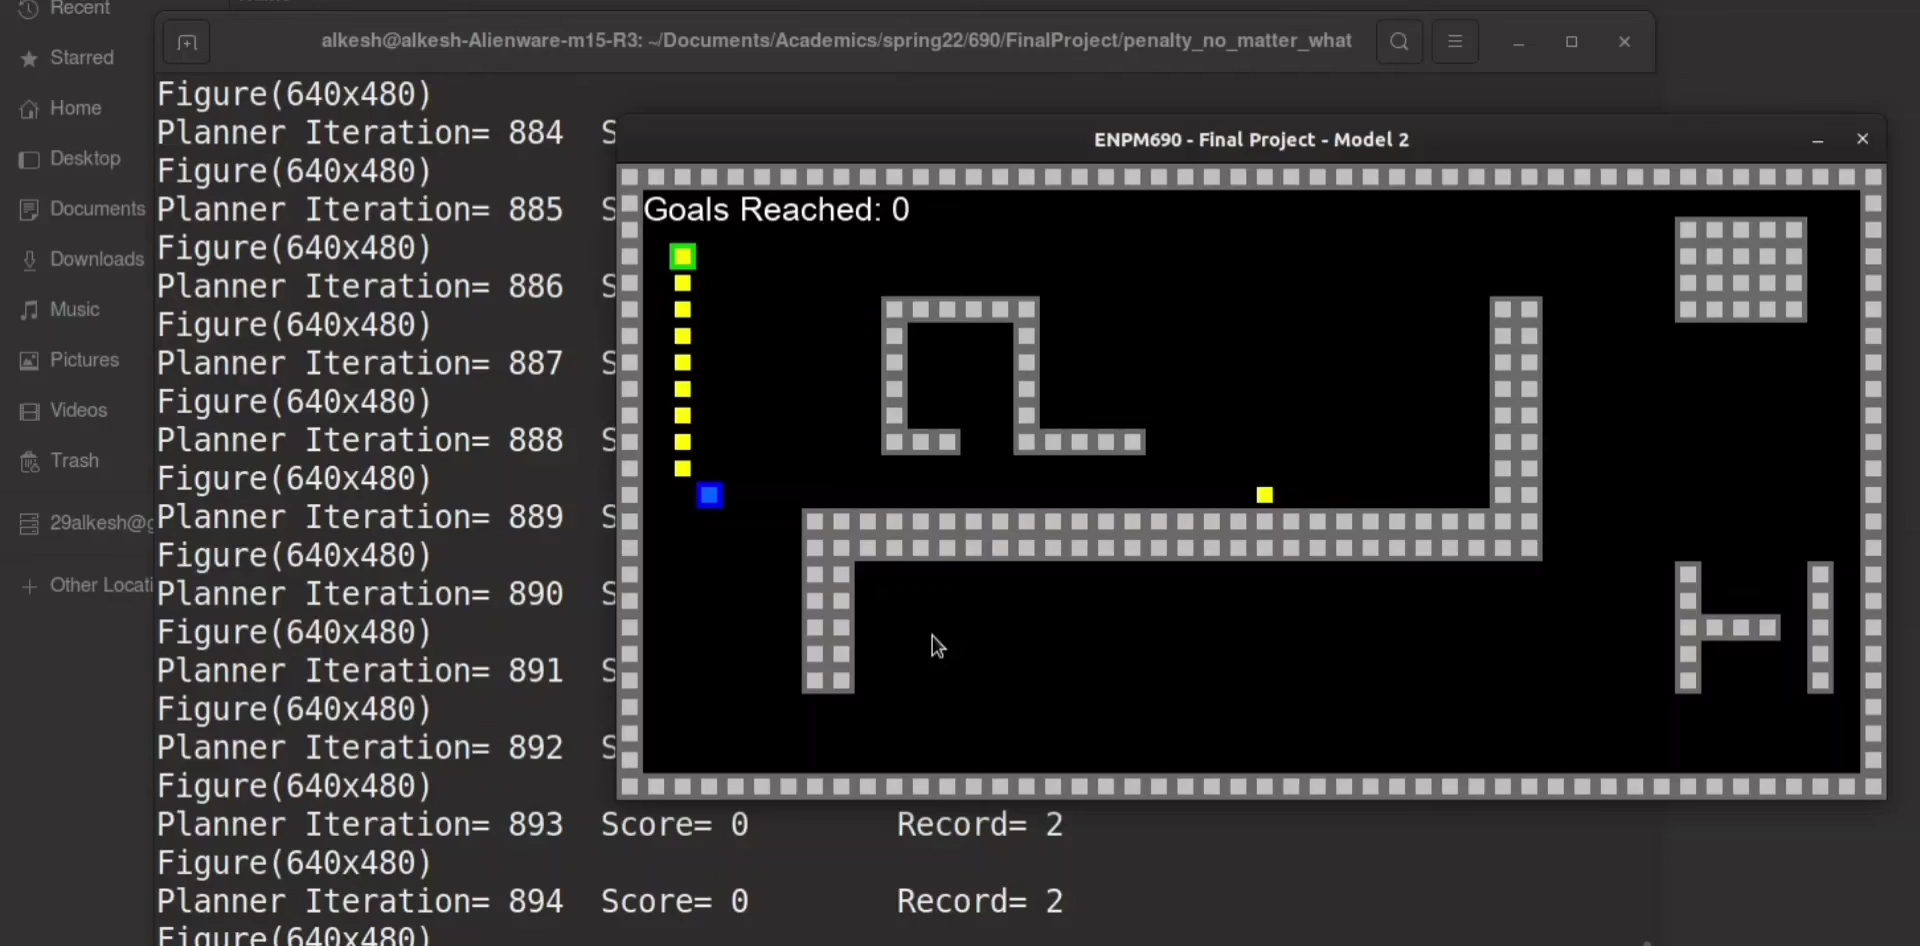 Recent
Starred
Home
Desktop
Documents
Downloads
Music
Pictures
Videos
Trash
29alkesh@g
Other Locati
alkesh@alkesh-Alienware-m15-R3: ~/Documents/Academics/spring22/690/FinalProject/penalty_no_matter_what
Figure(640x480)
Planner Iteration= 884 S
Figure(640x480)
Planner Iteration= 885 S
Figure(640x480)
Planner Iteration= 886 S
Figure(640x480)
Planner Iteration= 887 S
Figure(640x480)
Planner Iteration= 888 S
Figure(640x480)
Planner Iteration= 889 S
Figure(640x480)
Planner Iteration= 890 S
Figure(640x480)
Planner Iteration= 891 S
Figure(640x480)
Planner Iteration= 892 S
Figure(640x480)
Planner Iteration= 893 Score= 0 Record= 2
Figure(640x480)
Planner Iteration= 894 Score= 0 Record= 2
Figure(640x480)
ENPM690 - Final Project - Model 2
Goals Reached: 0